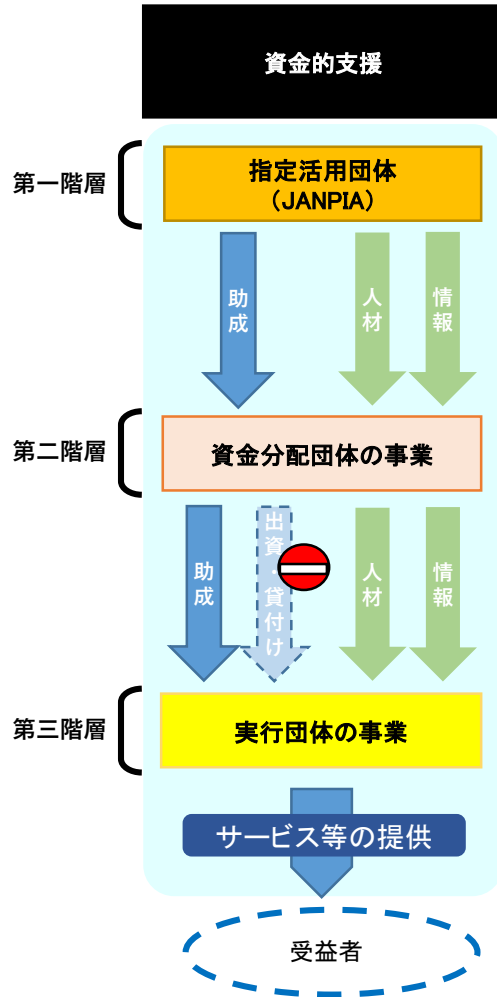 資金的支援
第一階層
指定活用団体
（JANPIA）
助成
人材
情報
第二階層
資金分配団体の事業
助成
出資・貸付け
人材
情報
第三階層
実行団体の事業
サービス等の提供
受益者